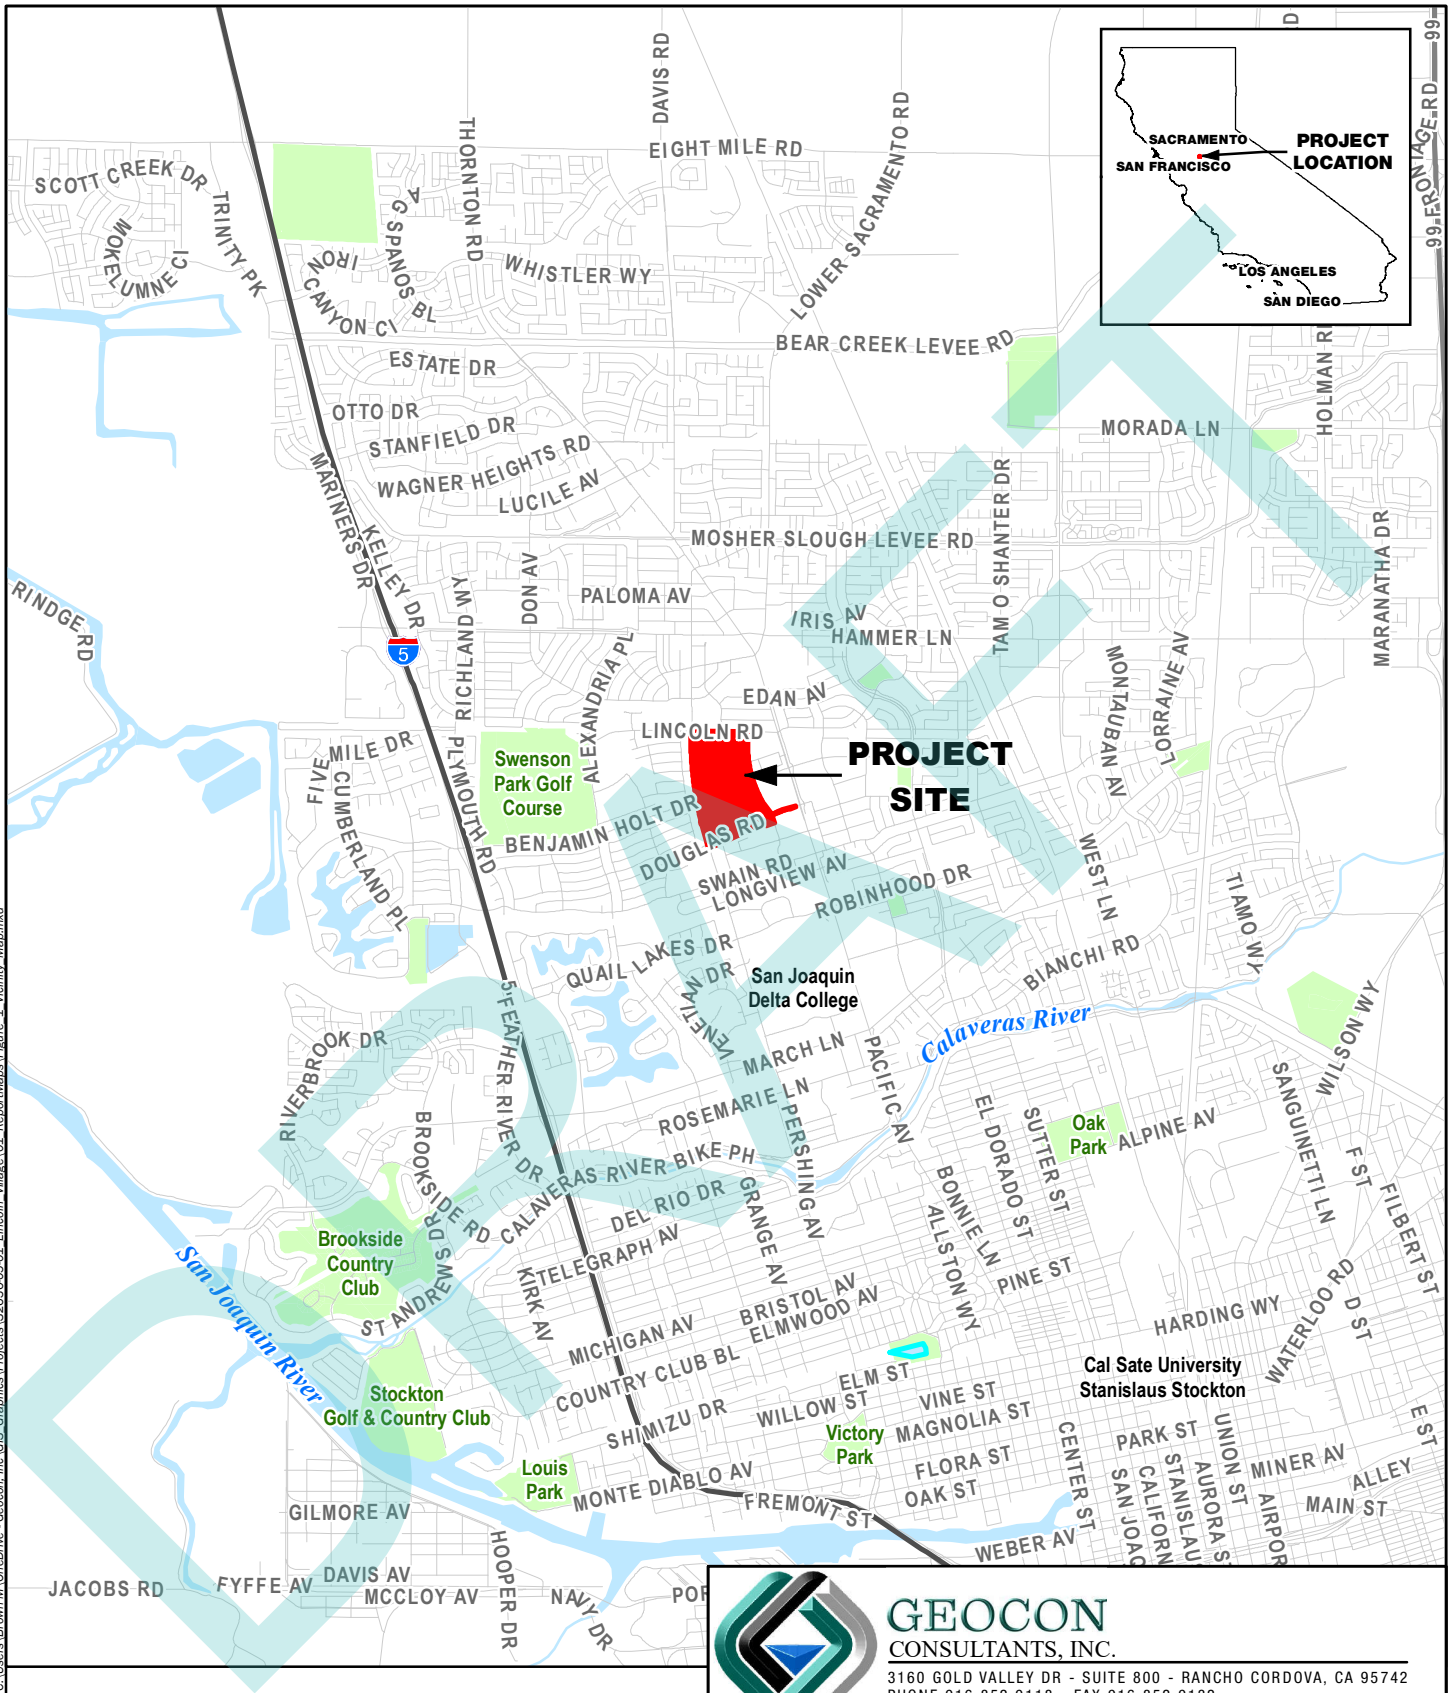 DAVIS RD
LOWER SACRAMENTO RD
99
99 FRONTAGE RD
EIGHT MILE RD
THORNTON RD
SCOTT CREEK DR
TRINITY PK
MOKELUMNE CI
A G SPANOS BL
IRON CANYON CI
WHISTLER WY
SACRAMENTO
SAN FRANCISCO
PROJECT
LOCATION
LOS ANGELES
SAN DIEGO
BEAR CREEK LEVEE RD
ESTATE DR
OTTO DR
STANFIELD DR
WAGNER HEIGHTS RD
LUCILE AV
MORADA LN
MARINERS DR
KELLEY DR
MOSHER SLOUGH LEVEE RD
TAM O SHANTER DR
MARANATHA DR
RINDGE RD
RICHLAND WY
DON AV
PALOMA AV
IRIS AV
HAMMER LN
5
ALEXANDRIA PL
EDAN AV
MONTAUBAN AV
LORRAINE AV
LINCOLN RD
FIVE MILE DR
PLYMOUTH RD
Swenson
Park Golf
Course
PROJECT
SITE
CUMBERLAND PL
BENJAMIN HOLT DR
DOUGLAS RD
SWAIN RD
LONGVIEW AV
ROBINHOOD DR
WEST LN
TI AMO WY
QUAIL LAKES DR
VENETIAN DR
San Joaquin
Delta College
BIANCHI RD
Calaveras River
5
FEATHER RIVER DR
RIVERBROOK DR
MARCH LN
PACIFIC AV
WILSON WY
SANGUINETTI LN
ROSEMARIE LN
PERSHING AV
EL DORADO ST
SUTTER ST
Oak
Park
ALPINE AV
BROOKSIDE RD
CALAVERAS RIVER BIKE PH
BONNIE LN
ALLSTON WY
F ST
FILBERT ST
DEL RIO DR
GRANGE AV
TELEGRAPH AV
Brookside
Country
Club
ST ANDREWS DR
San Joaquin River
KIRK AV
PINE ST
BRISTOL AV
ELMWOOD AV
MICHIGAN AV
HARDING WY
WATERLOO RD
D ST
COUNTRY CLUB BL
Cal Sate University
Stanislaus Stockton
ELM ST
Stockton
Golf & Country Club
SHIMIZU DR
WILLOW ST
VINE ST
MAGNOLIA ST
Victory
Park
CENTER ST
PARK ST
UNION ST
E ST
FLORA ST
OAK ST
MINER AV
ALLEY
MAIN ST
Louis
Park
MONTE DIABLO AV
FREMONT ST
GILMORE AV
WEBER AV
HOOPER DR
JACOBS RD
FYFFE AV
DAVIS AV
MCCLOY AV
NAVY DR
DRAFT
GEOCON
CONSULTANTS, INC.
3160 GOLD VALLEY DR - SUITE 800 - RANCHO CORDOVA, CA 95742